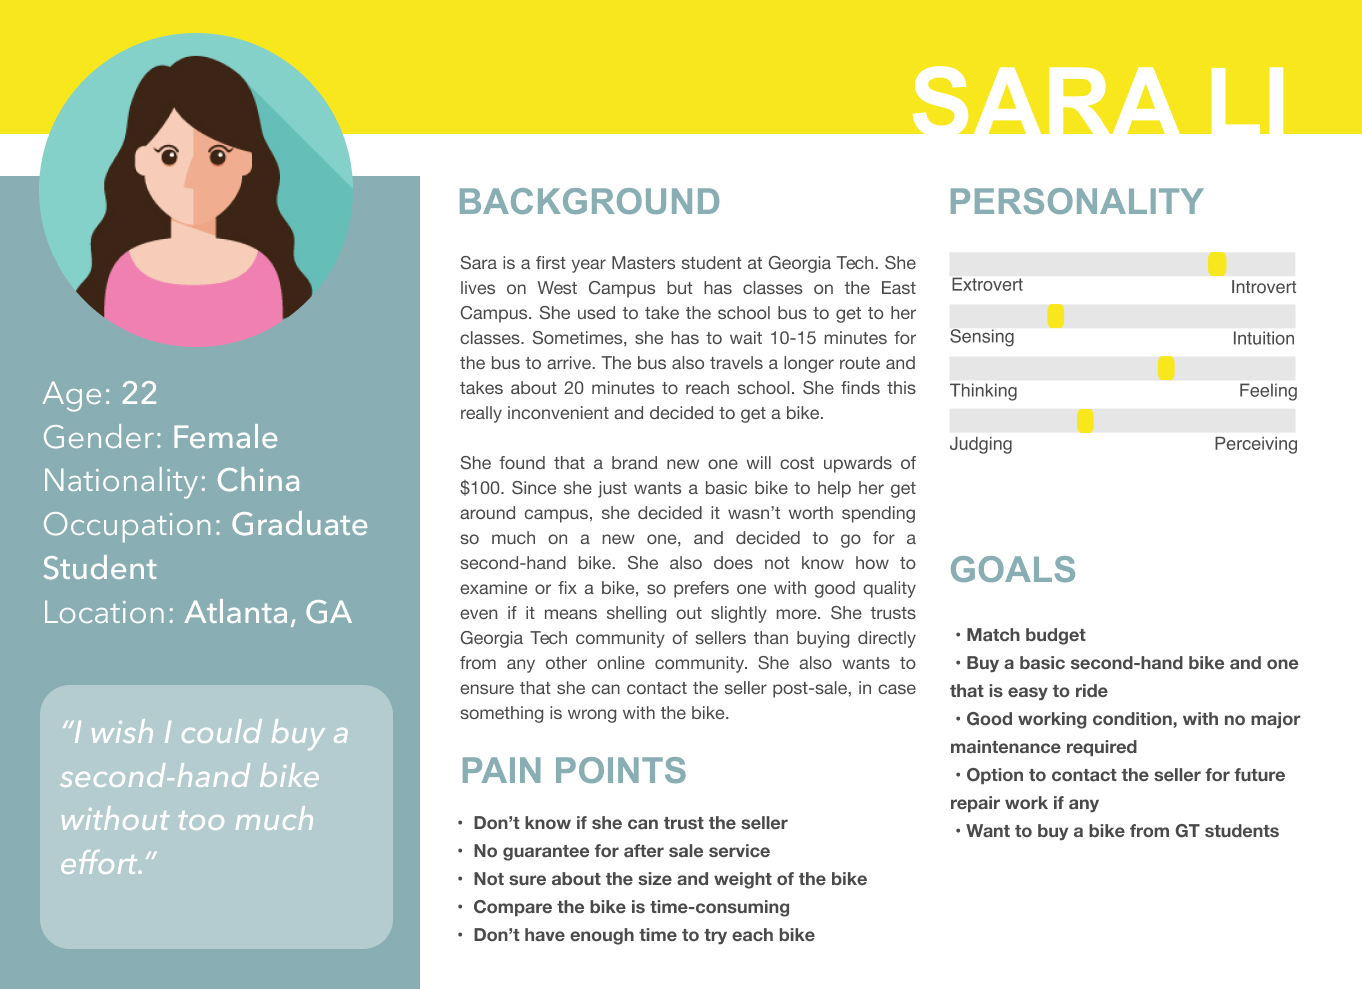 SARA LI
Age: 22
Gender: Female
Nationality: China
Occupation: Graduate
Student
Location: Atlanta, GA
“I wish I could buy a
second-hand bike
without too much
effort.”
BACKGROUND
Sara is a first year Masters student at Georgia Tech. She
lives on West Campus but has classes on the East
Campus. She used to take the school bus to get to her
classes. Sometimes, she has to wait 10-15 minutes for
the bus to arrive. The bus also travels a longer route and
takes about 20 minutes to reach school. She finds this
really inconvenient and decided to get a bike.
She found that a brand new one will cost upwards of
$100. Since she just wants a basic bike to help her get
around campus, she decided it wasn’t worth spending
so much on a new one, and decided to go for a
second-hand bike. She also does not know how to
examine or fix a bike, so prefers one with good quality
even if it means shelling out slightly more. She trusts
Georgia Tech community of sellers than buying directly
from any other online community. She also wants to
ensure that she can contact the seller post-sale, in case
something is wrong with the bike.
PAIN POINTS
• Don’t know if she can trust the seller
• No guarantee for after sale service
• Not sure about the size and weight of the bike
• Compare the bike is time-consuming
• Don’t have enough time to try each bike
PERSONALITY
Extrovert Introvert
Sensing Intuition
Thinking Feeling
Judging Perceiving
GOALS
• Match budget
• Buy a basic second-hand bike and one
that is easy to ride
• Good working condition, with no major
maintenance required
• Option to contact the seller for future
repair work if any
• Want to buy a bike from GT students